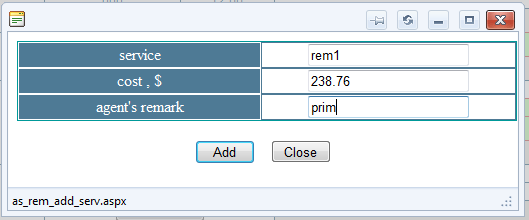 service rem1
cost , $ 238.76
agent's remark prim
Add Close
as_rem_add_serv.aspx